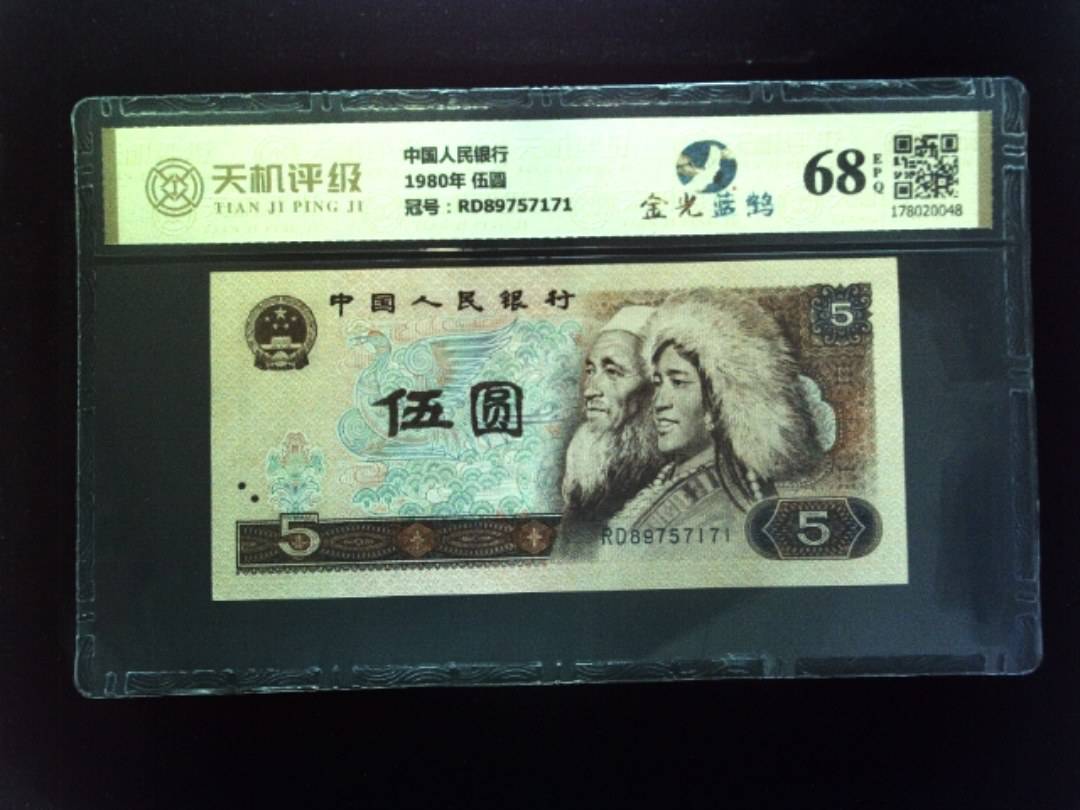 天机评级
TIAN JI PING JI
中国人民银行
1980年 伍圆
冠号：RD89757171
金光蓝鹤
68
EPQ
178020048
中国人民银行
5
伍圆
5
RD89757171
5